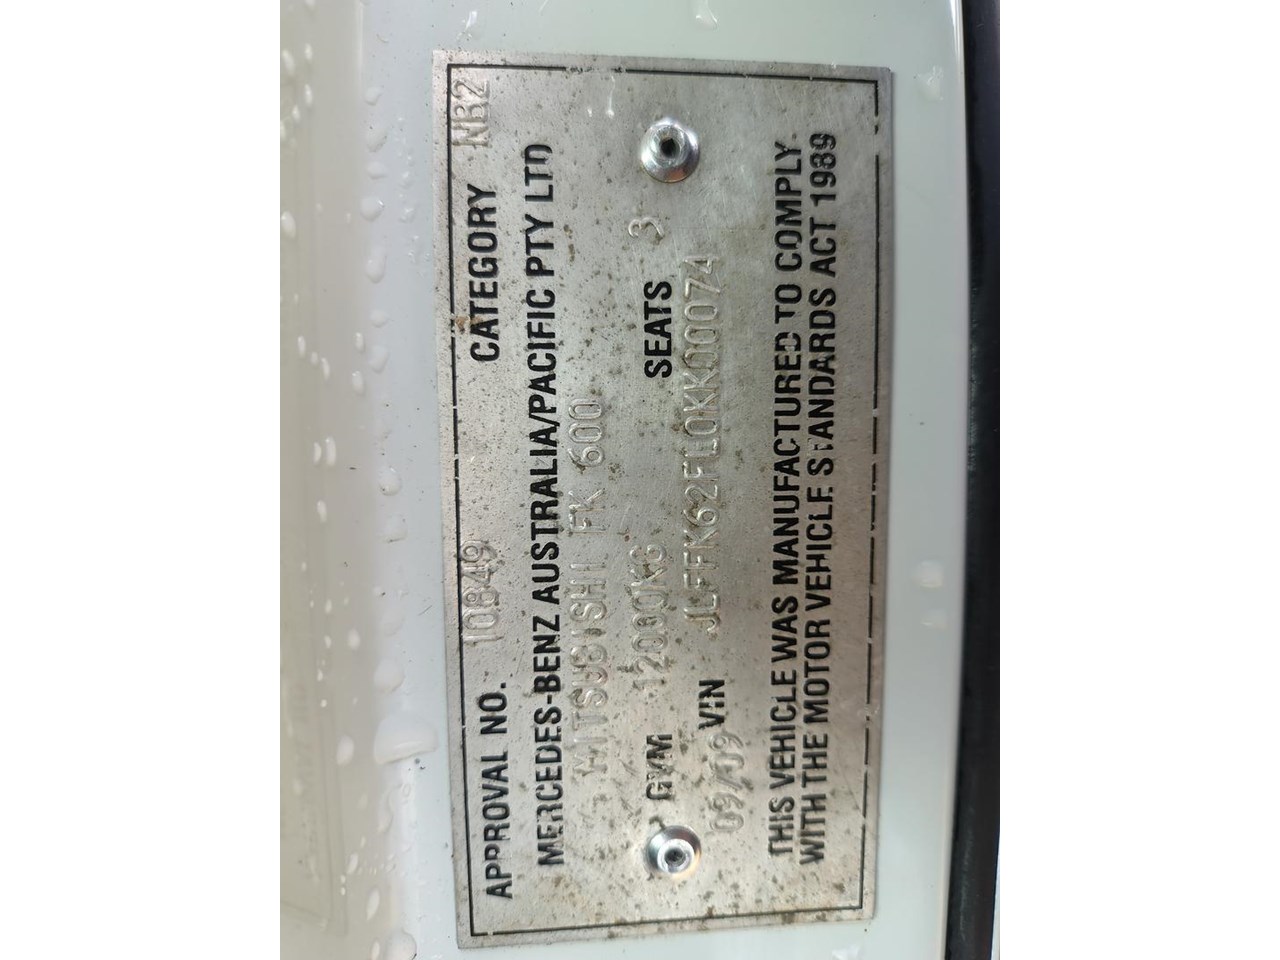 APPROVAL NO. 10849 CATEGORY NB2
MERCEDES-BENZ AUSTRALIA/PACIFIC PTY LTD
MITSUBISHI FK 600
GVM 12000KG SEATS 3
09/09 VIN JLFFK62FL0KK00074
THIS VEHICLE WAS MANUFACTURED TO COMPLY
WITH THE MOTOR VEHICLE STANDARDS ACT 1989